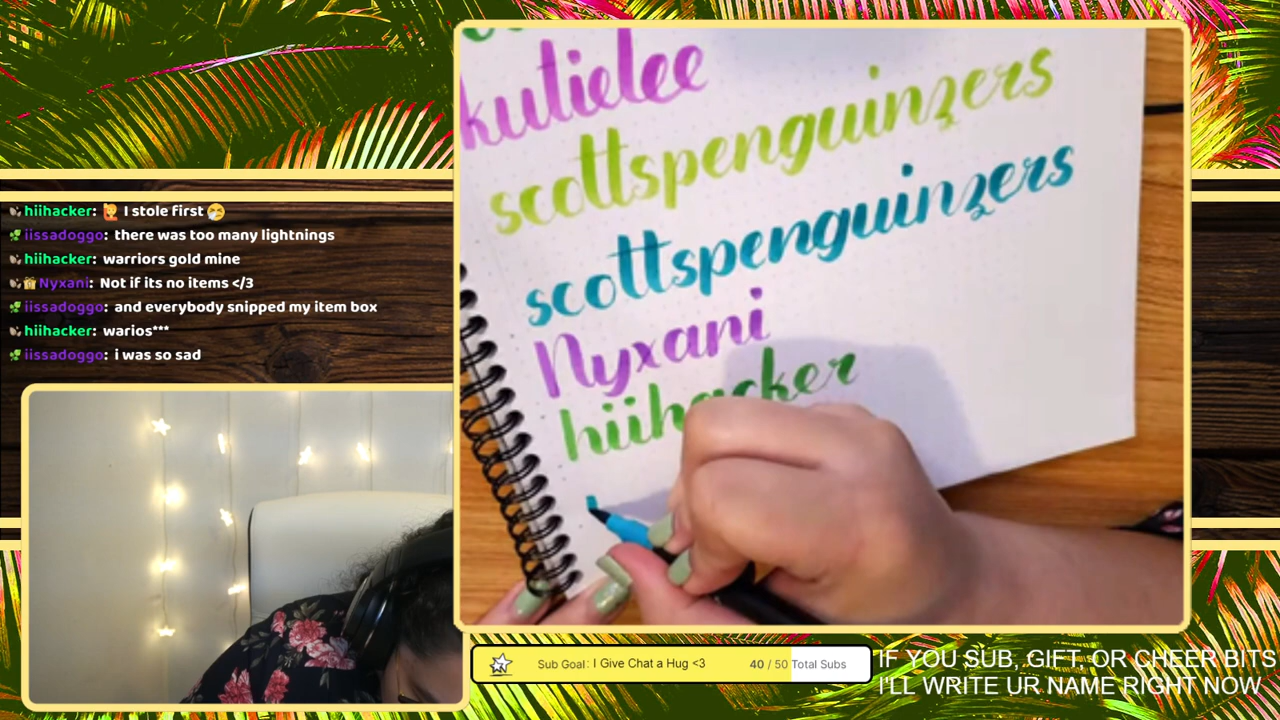 hiihacker: I stole first
iissadoggo: there was too many lightnings
hiihacker: warriors gold mine
Nyxani: Not if its no items </3
iissadoggo: and everybody snipped my item box
hiihacker: warios***
iissadoggo: i was so sad
kutielee
scottspenguinzers
scottspenguinzers
Nyxani
hiihacker
Sub Goal: I Give Chat a Hug <3 40 / 50 Total Subs
IF YOU SUB, GIFT, OR CHEER BITS
I'LL WRITE UR NAME RIGHT NOW